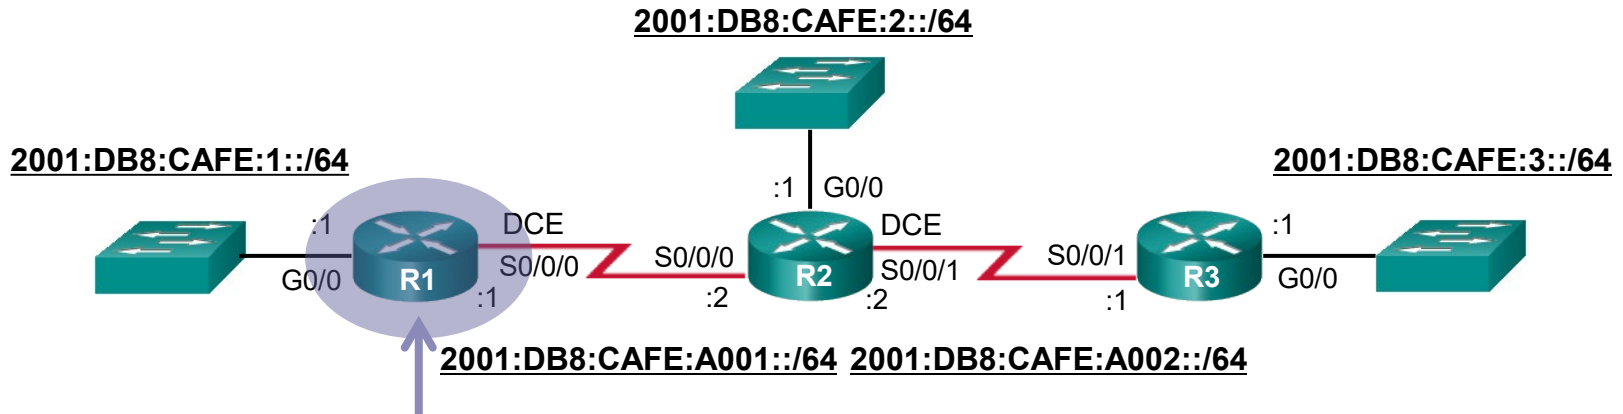 2001:DB8:CAFE:2::/64
2001:DB8:CAFE:1::/64
2001:DB8:CAFE:3::/64
:1 G0/0
:1 DCE DCE :1
G0/0 R1 S0/0/0 S0/0/0 R2 S0/0/1 S0/0/1 R3 G0/0
:1 :2 :2 :1
2001:DB8:CAFE:A001::/64 2001:DB8:CAFE:A002::/64